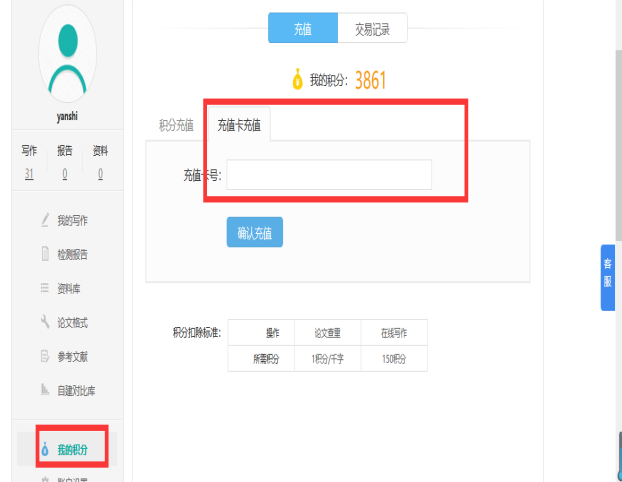 充值 交易记录
我的积分: 3861
yanshi
积分充值 充值卡充值
写作 报告 资料
31 0 0
充值卡号:
确认充值
我的写作
检测报告
资料库
论文格式
参考文献
自建对比库
我的积分
客服
积分扣除标准: 操作 论文查重 在线写作
所需积分 1积分/千字 150积分